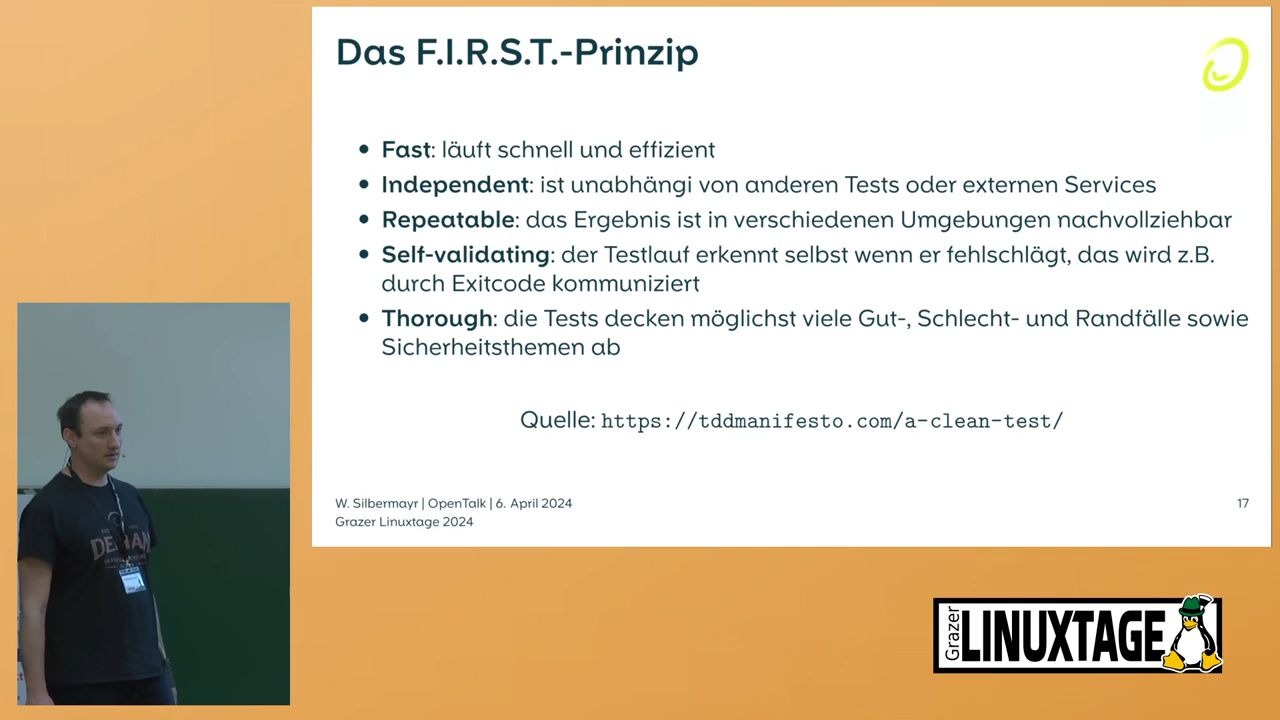 Das F.I.R.S.T.-Prinzip
• Fast: läuft schnell und effizient
• Independent: ist unabhängi von anderen Tests oder externen Services
• Repeatable: das Ergebnis ist in verschiedenen Umgebungen nachvollziehbar
• Self-validating: der Testlauf erkennt selbst wenn er fehlschlägt, das wird z.B.
durch Exitcode kommuniziert
• Thorough: die Tests decken möglichst viele Gut-, Schlecht- und Randfälle sowie
Sicherheitsthemen ab
Quelle: https://tddmanifesto.com/a-clean-test/
W. Silbermayr | OpenTalk | 6. April 2024
Grazer Linuxtage 2024
17
Grazer
LINUXTAGE